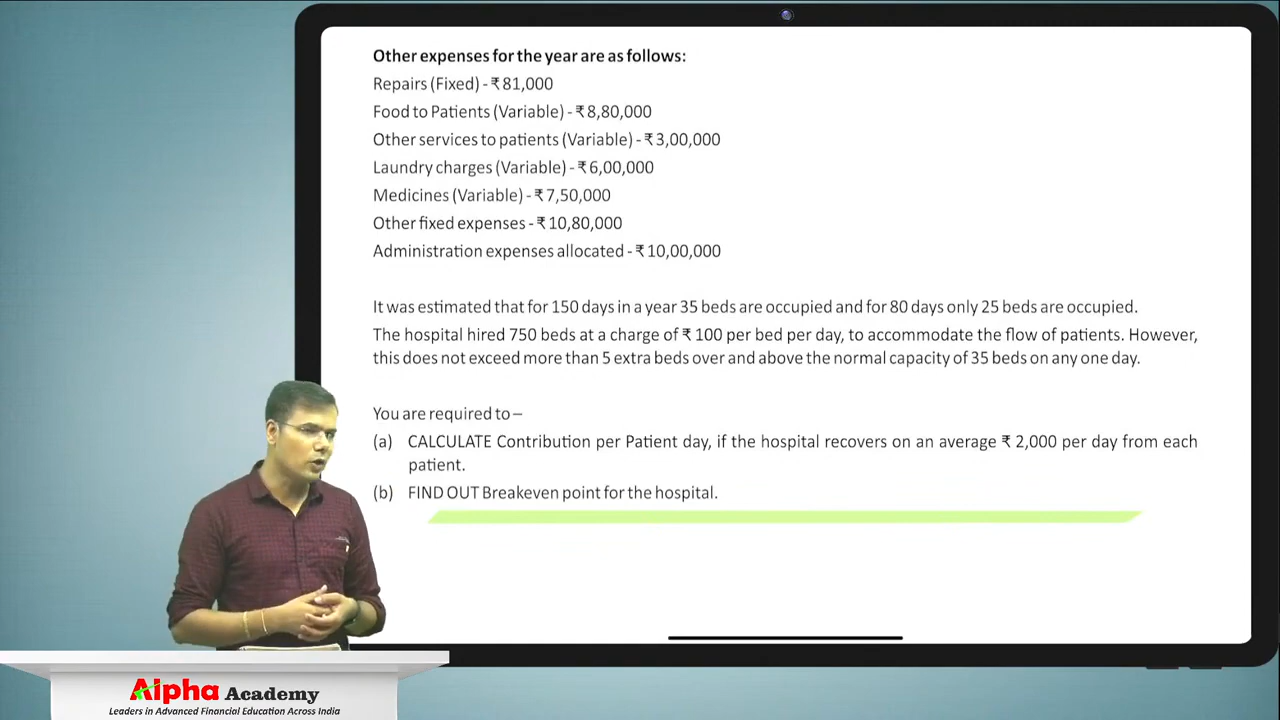 Other expenses for the year are as follows:
Repairs (Fixed) - ₹ 81,000
Food to Patients (Variable) - ₹ 8,80,000
Other services to patients (Variable) - ₹ 3,00,000
Laundry charges (Variable) - ₹ 6,00,000
Medicines (Variable) - ₹ 7,50,000
Other fixed expenses - ₹ 10,80,000
Administration expenses allocated - ₹ 10,00,000
It was estimated that for 150 days in a year 35 beds are occupied and for 80 days only 25 beds are occupied.
The hospital hired 750 beds at a charge of ₹ 100 per bed per day, to accommodate the flow of patients. However,
this does not exceed more than 5 extra beds over and above the normal capacity of 35 beds on any one day.
You are required to –
(a) CALCULATE Contribution per Patient day, if the hospital recovers on an average ₹ 2,000 per day from each
patient.
(b) FIND OUT Breakeven point for the hospital.
Alpha Academy
Leaders in Advanced Financial Education Across India